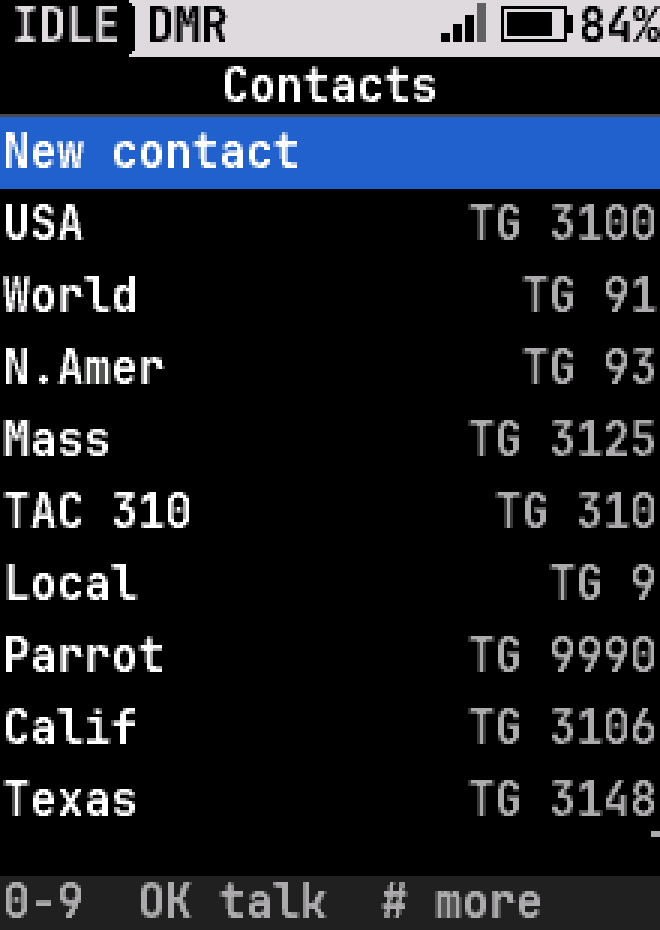 IDLE DMR 84%
Contacts
New contact
USA TG 3100
World TG 91
N.Amer TG 93
Mass TG 3125
TAC 310 TG 310
Local TG 9
Parrot TG 9990
Calif TG 3106
Texas TG 3148
0-9 OK talk # more